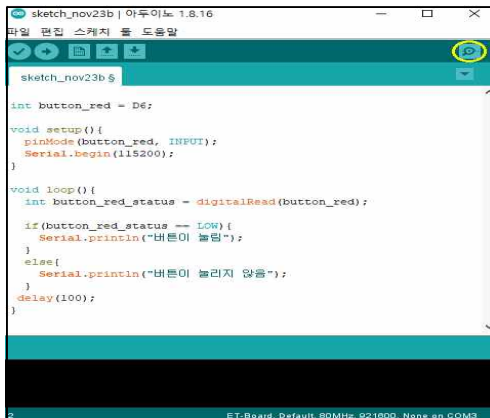 sketch_nov23b | 아두이노 1.8.16
파일 편집 스케치 툴 도움말
sketch_nov23b §
int button_red = D6;
void setup(){
pinMode(button_red, INPUT);
Serial.begin(115200);
}
void loop(){
int button_red_status = digitalRead(button_red);
if(button_red_status == LOW){
Serial.println("버튼이 눌림");
}
else{
Serial.println("버튼이 눌리지 않음");
}
delay(100);
}
2
ET-Board, Default, 80MHz, 921600, None on COM3